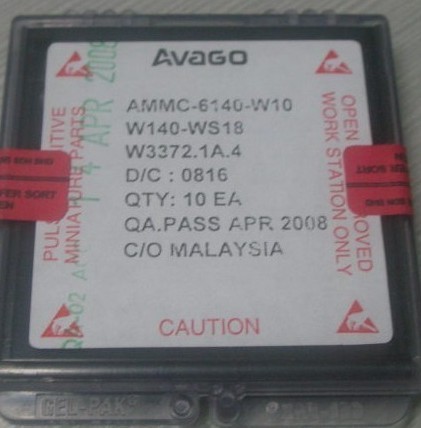 AVAGO
AMMC-6140-W10
W140-WS18
W3372.1A.4
D/C : 0816
QTY: 10 EA
QA.PASS APR 2008
C/O MALAYSIA
CAUTION
MINIATURE PARTS
OPEN
WORK STATION ONLY
4 APR 2008
GEL-PAK